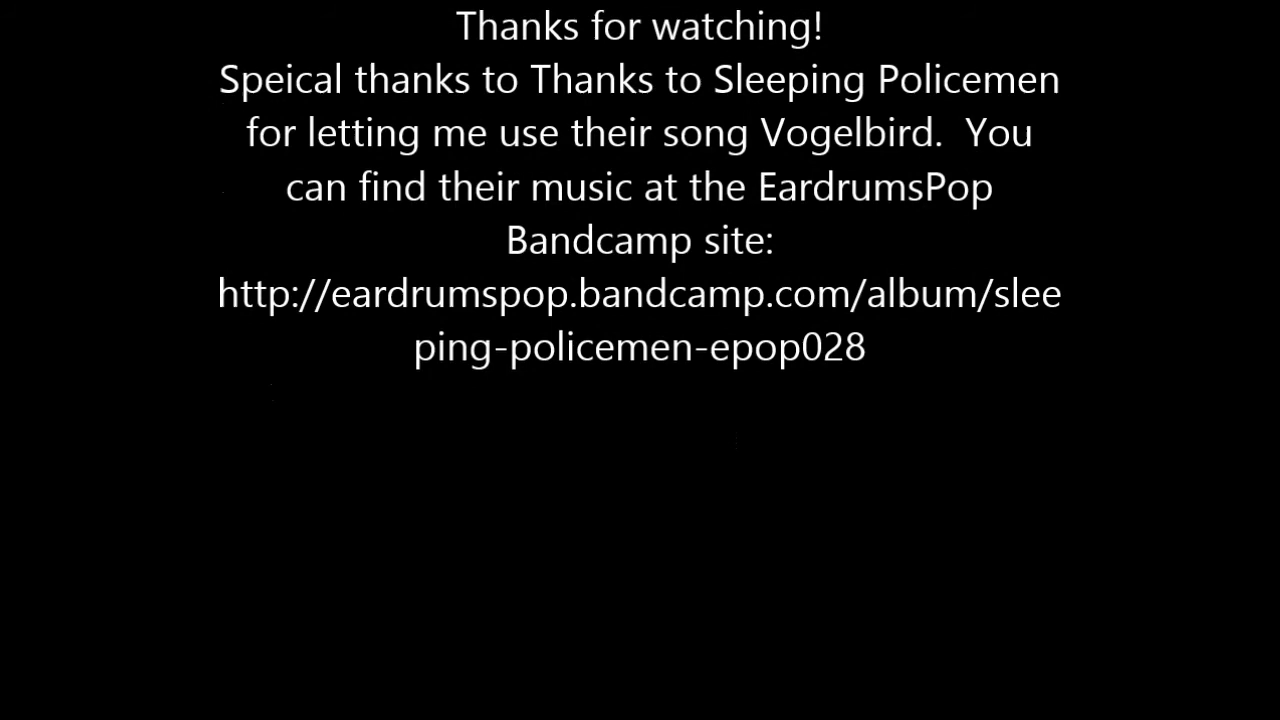 Thanks for watching!
Speical thanks to Thanks to Sleeping Policemen
for letting me use their song Vogelbird.  You
can find their music at the EardrumsPop
Bandcamp site:
http://eardrumspop.bandcamp.com/album/slee
ping-policemen-epop028